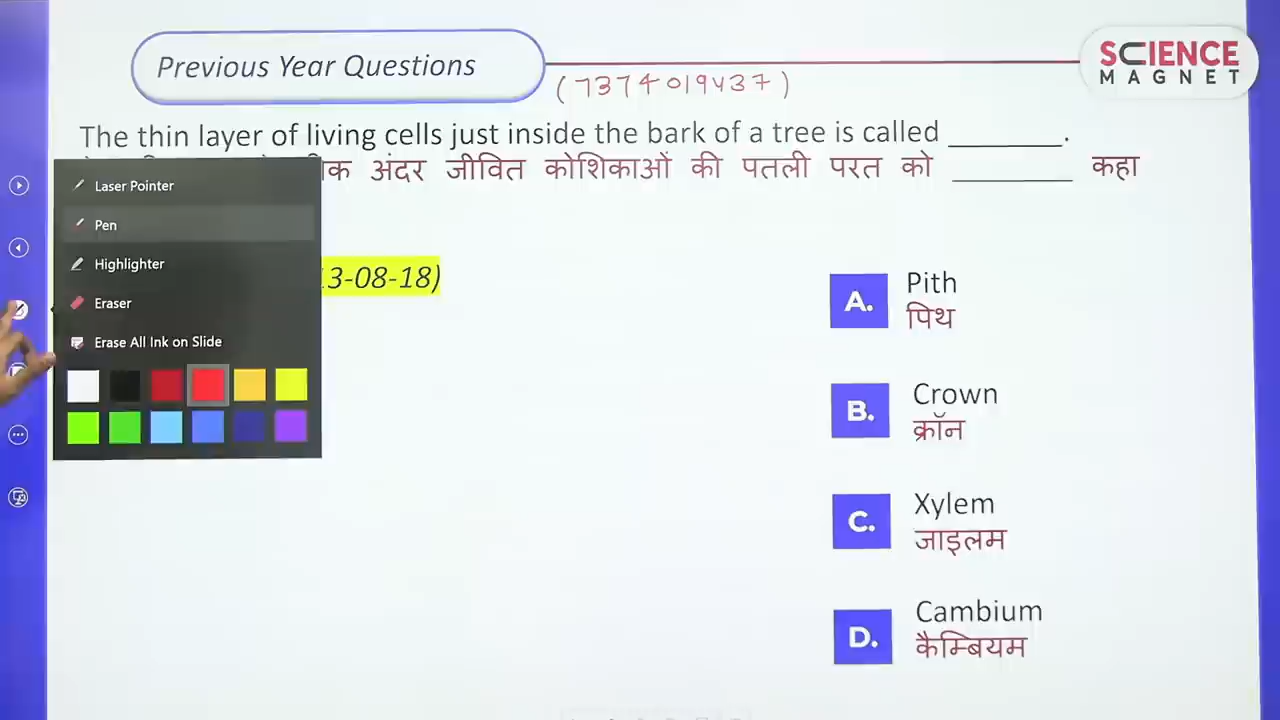 Previous Year Questions
SCIENCE
MAGNET
(7374019437)
The thin layer of living cells just inside the bark of a tree is called ________.
अंदर जीवित कोशिकाओं की पतली परत को ________ कहा
Laser Pointer
Pen
Highlighter
Eraser
Erase All Ink on Slide
3-08-18)
A. Pith
पिथ
B. Crown
क्रॉन
C. Xylem
जाइलम
D. Cambium
कैम्बियम